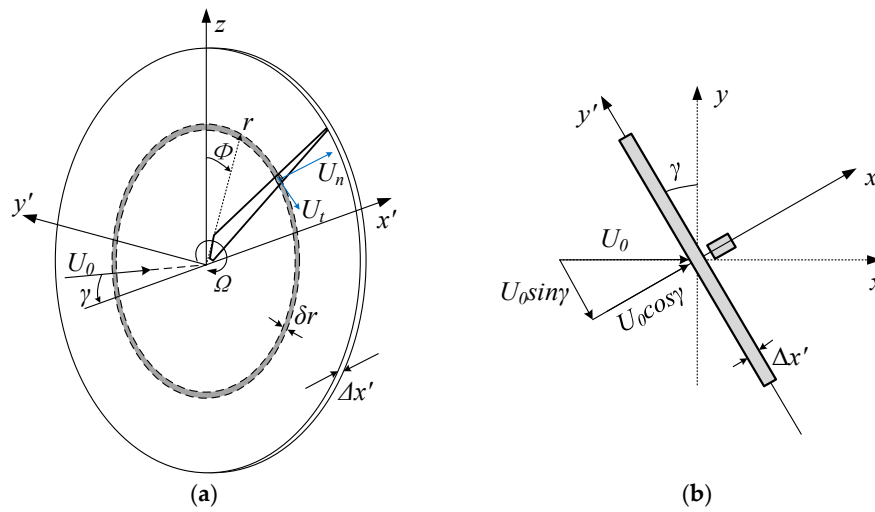 z
r
Φ
U_n
U_t
y′
x′
U_0
γ
Ω
δr
Δx′
(a)
y
y′
γ
x
U_0
x
U_0sinγ
U_0cosγ
Δx′
(b)